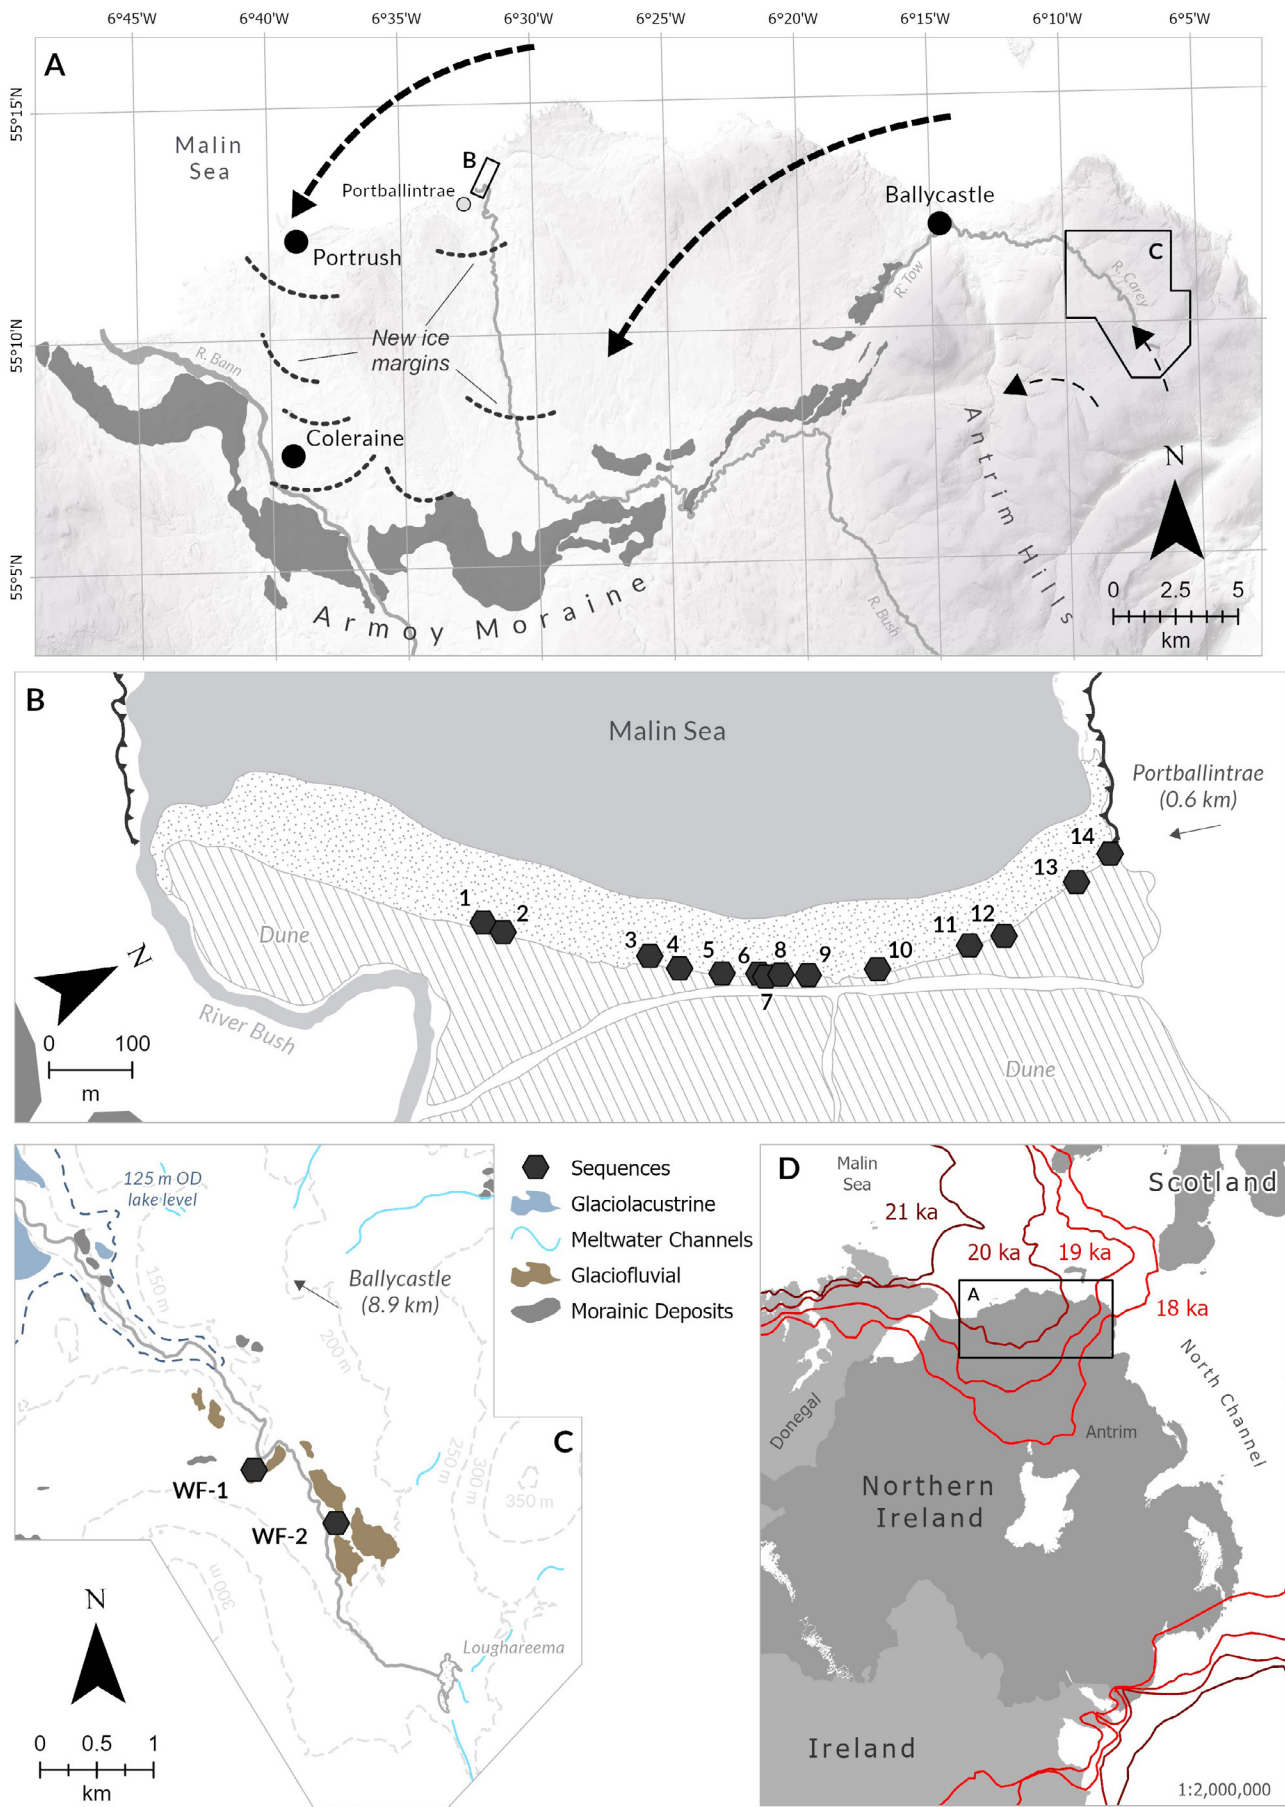 6°45'W 6°40'W 6°35'W 6°30'W 6°25'W 6°20'W 6°15'W 6°10'W 6°5'W
A
55°15'N
Malin
Sea
B
Portballintrae
Ballycastle
Portrush
C
R. Tow
R. Carey
55°10'N
New ice
margins
R. Bann
Coleraine
Antrim Hills
N
55°5'N
Armoy Moraine
R. Bush
0 2.5 5
km
B
Malin Sea
Portballintrae
(0.6 km)
14
13
1
2
12
11
Dune
3
4
5
6
8
9
10
7
N
River Bush
0 100
m
Dune
125 m OD
lake level
150 m
Ballycastle
(8.9 km)
200 m
250 m
300 m
350 m
C
WF-1
WF-2
300 m
N
Loughareema
0 0.5 1
km
Sequences
Glaciolacustrine
Meltwater Channels
Glaciofluvial
Morainic Deposits
D
Malin
Sea
Scotland
21 ka
20 ka
19 ka
A
18 ka
North Channel
Donegal
Antrim
Northern
Ireland
Ireland
1:2,000,000